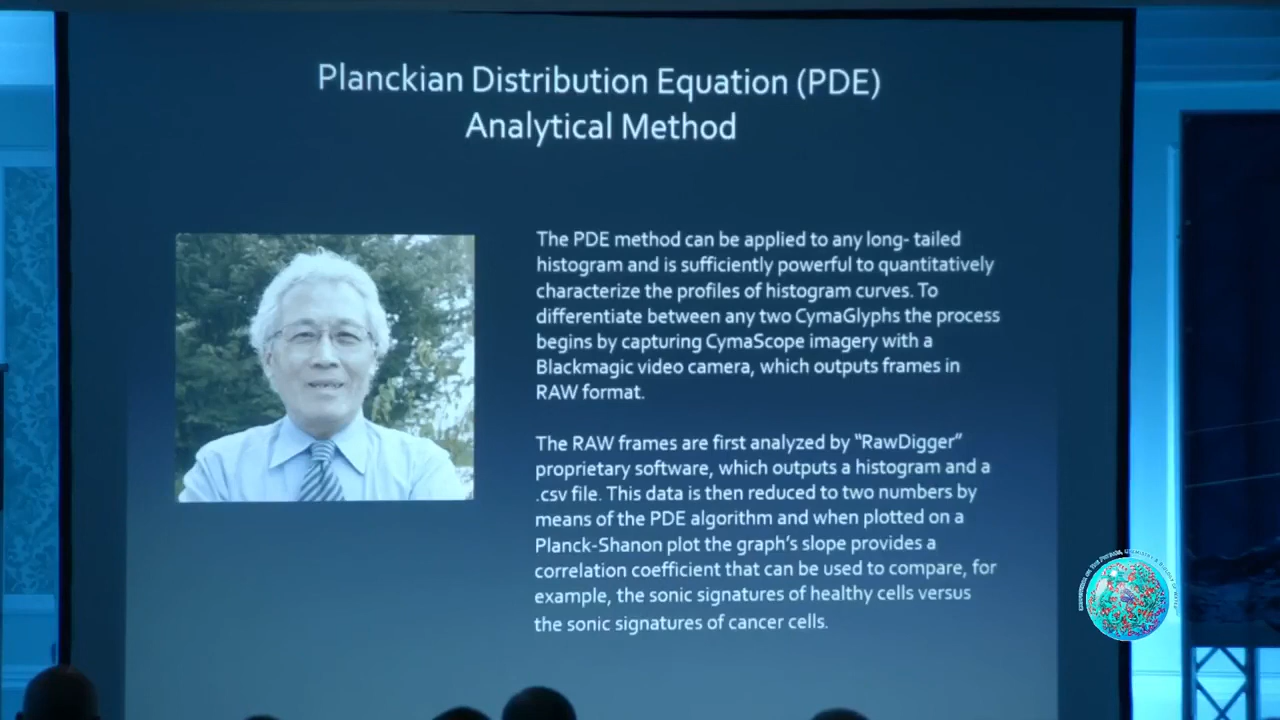 Planckian Distribution Equation (PDE)
Analytical Method
The PDE method can be applied to any long- tailed
histogram and is sufficiently powerful to quantitatively
characterize the profiles of histogram curves. To
differentiate between any two CymaGlyphs the process
begins by capturing CymaScope imagery with a
Blackmagic video camera, which outputs frames in
RAW format.
The RAW frames are first analyzed by “RawDigger”
proprietary software, which outputs a histogram and a
.csv file. This data is then reduced to two numbers by
means of the PDE algorithm and when plotted on a
Planck-Shanon plot the graph’s slope provides a
correlation coefficient that can be used to compare, for
example, the sonic signatures of healthy cells versus
the sonic signatures of cancer cells.